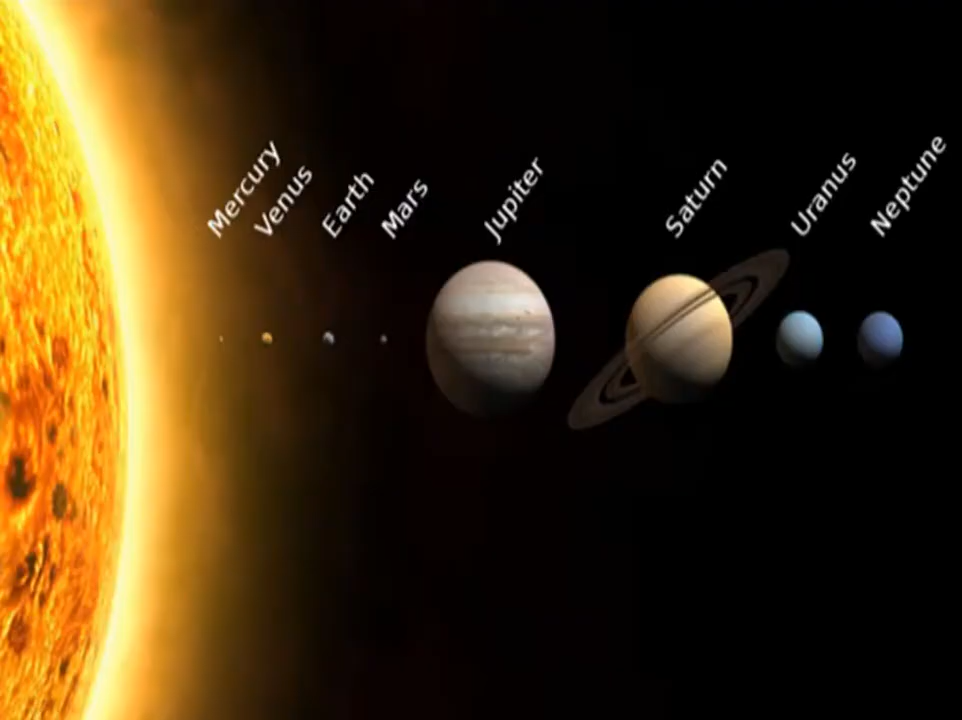 Mercury
Venus
Earth
Mars
Jupiter
Saturn
Uranus
Neptune